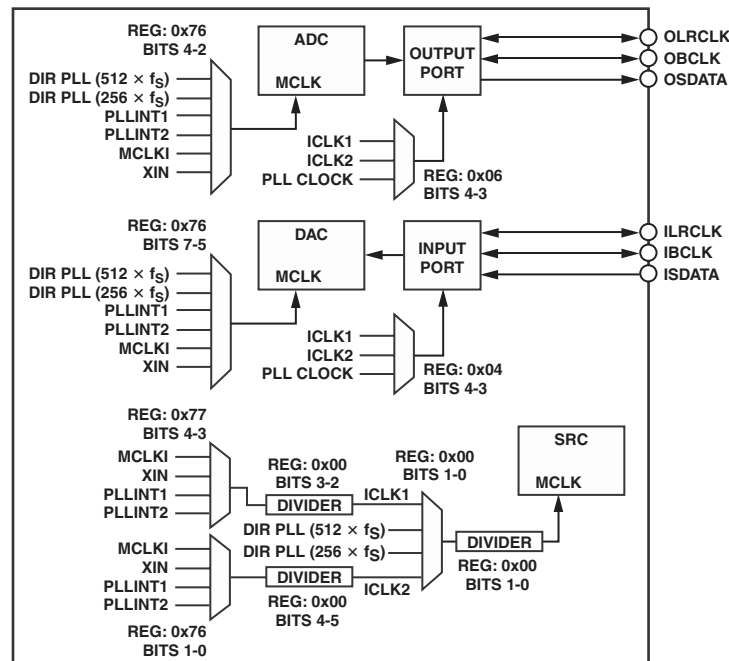 REG: 0x76
BITS 4-2
DIR PLL (512 × fS)
DIR PLL (256 × fS)
PLLINT1
PLLINT2
MCLKI
XIN
ADC
MCLK
OUTPUT
PORT
OLRCLK
OBCLK
OSDATA
ICLK1
ICLK2
PLL CLOCK
REG: 0x06
BITS 4-3
REG: 0x76
BITS 7-5
DIR PLL (512 × fS)
DIR PLL (256 × fS)
PLLINT1
PLLINT2
MCLKI
XIN
DAC
MCLK
INPUT
PORT
ILRCLK
IBCLK
ISDATA
ICLK1
ICLK2
PLL CLOCK
REG: 0x04
BITS 4-3
REG: 0x77
BITS 4-3
MCLKI
XIN
PLLINT1
PLLINT2
REG: 0x00
BITS 3-2
DIVIDER
ICLK1
REG: 0x00
BITS 1-0
DIR PLL (512 × fS)
DIR PLL (256 × fS)
SRC
MCLK
DIVIDER
REG: 0x00
BITS 1-0
MCLKI
XIN
PLLINT1
PLLINT2
REG: 0x76
BITS 1-0
DIVIDER
ICLK2
REG: 0x00
BITS 4-5